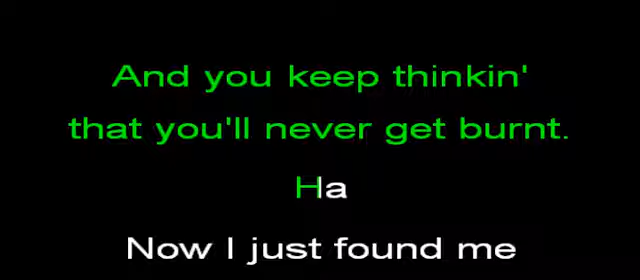 And you keep thinkin'
that you'll never get burnt.
Ha
Now I just found me